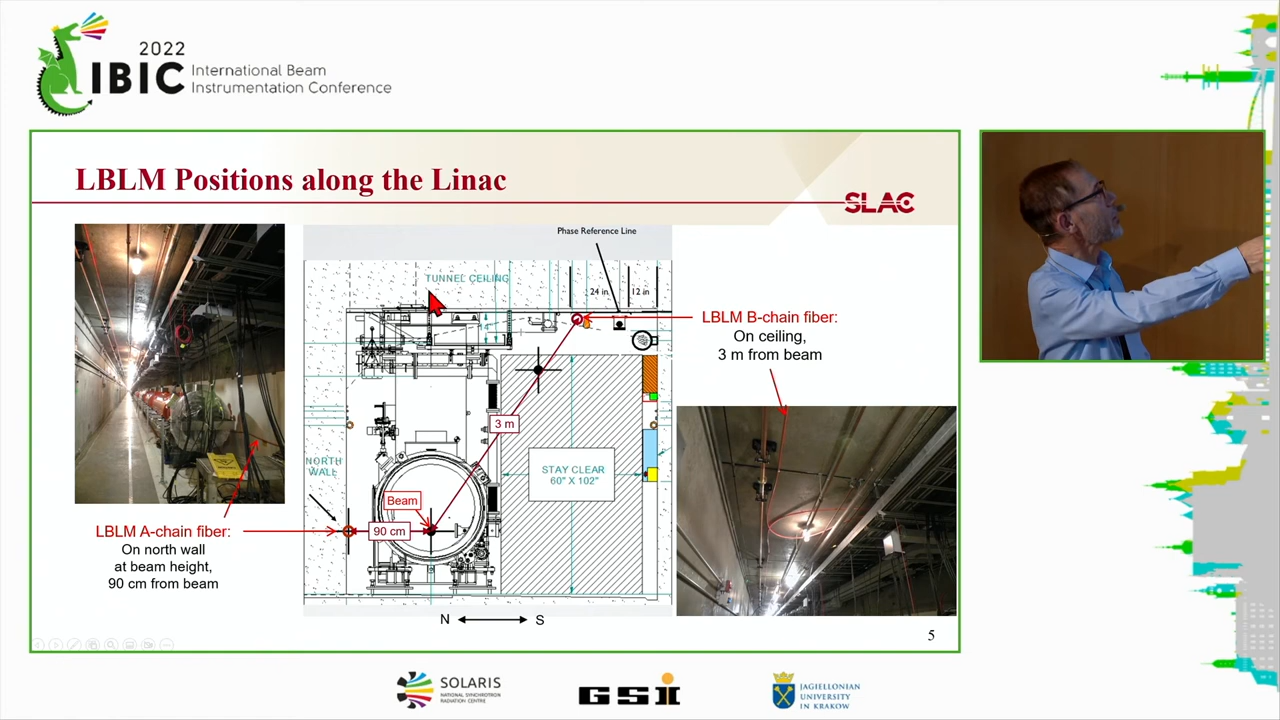 2022
IBIC
International Beam
Instrumentation Conference
LBLM Positions along the Linac
SLAC
Phase Reference Line
TUNNEL CEILING
24 in
12 in
LBLM B-chain fiber:
On ceiling,
3 m from beam
3 m
NORTH
WALL
STAY CLEAR
60" X 102"
Beam
90 cm
LBLM A-chain fiber:
On north wall
at beam height,
90 cm from beam
N
S
5
SOLARIS
NATIONAL SYNCHROTRON
RADIATION CENTRE
GSI
JAGIELLONIAN
UNIVERSITY
IN KRAKOW